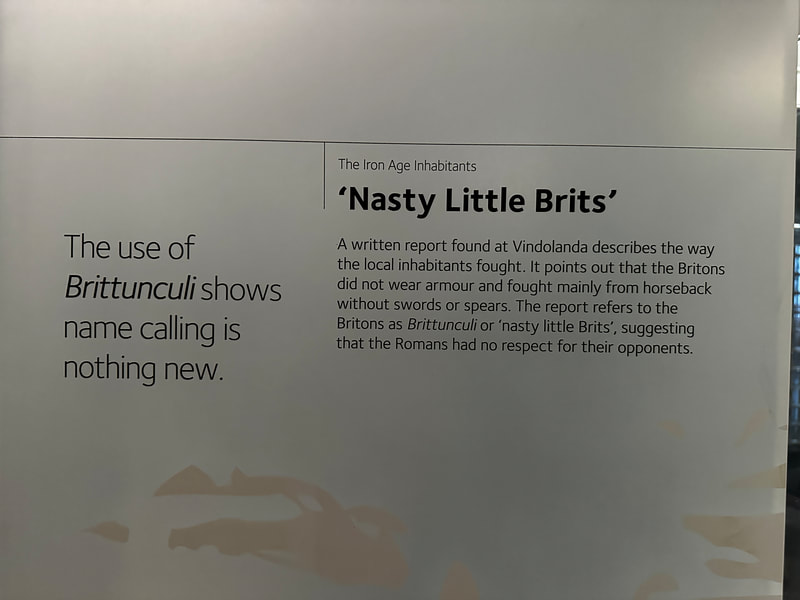 The use of
Brittunculi shows
name calling is
nothing new.
The Iron Age Inhabitants
‘Nasty Little Brits’
A written report found at Vindolanda describes the way
the local inhabitants fought. It points out that the Britons
did not wear armour and fought mainly from horseback
without swords or spears. The report refers to the
Britons as Brittunculi or ‘nasty little Brits’, suggesting
that the Romans had no respect for their opponents.